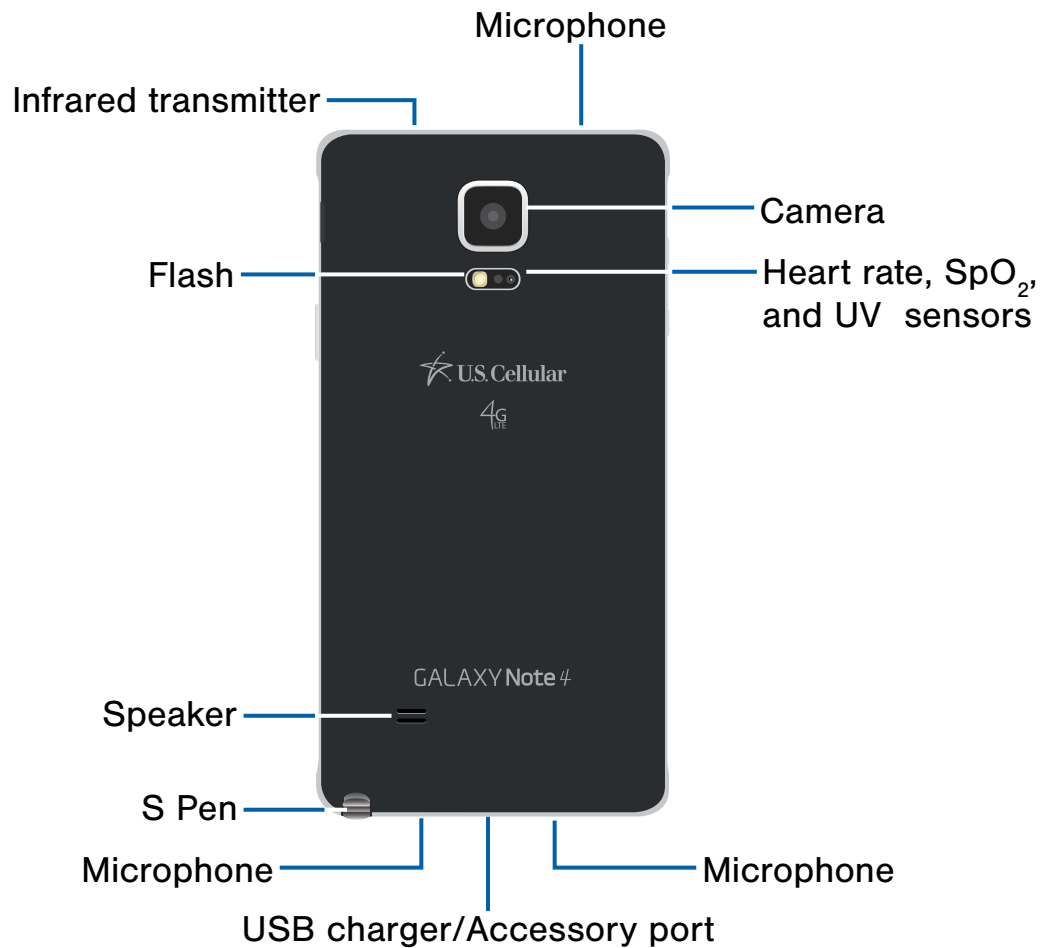 Microphone
Infrared transmitter
Camera
Flash
Heart rate, SpO₂,
and UV sensors
U.S. Cellular
4G
LTE
GALAXY Note 4
Speaker
S Pen
Microphone
Microphone
USB charger/Accessory port